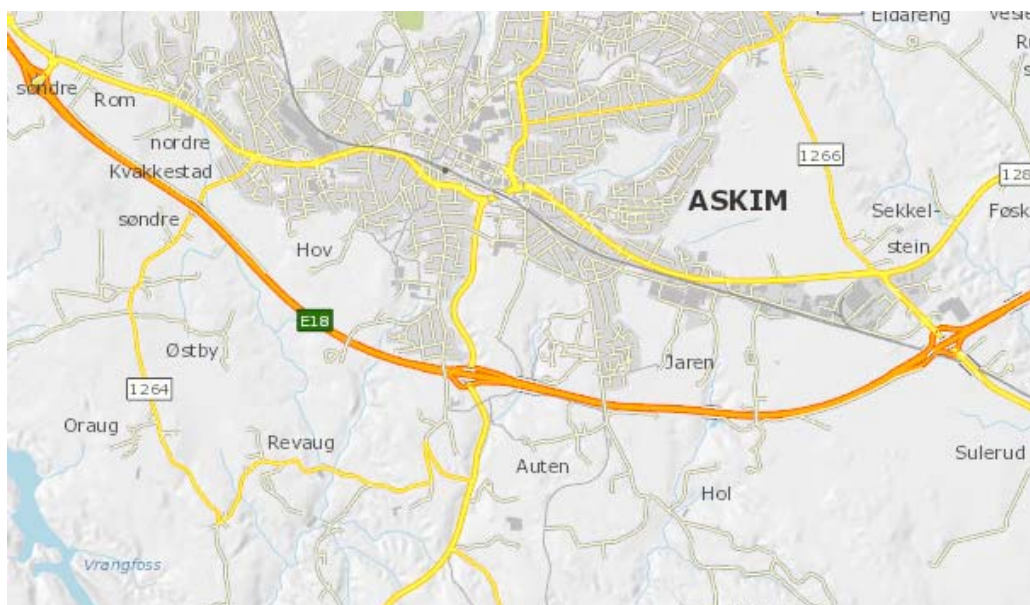 Eidareng
søndre
Rom
nordre
Kvakkestad
søndre
1266
ASKIM
Sekkel-
stein
Hov
E18
Østby
1264
Jaren
Oraug
Revaug
Auten
Sulerud
Hol
Vrangfoss